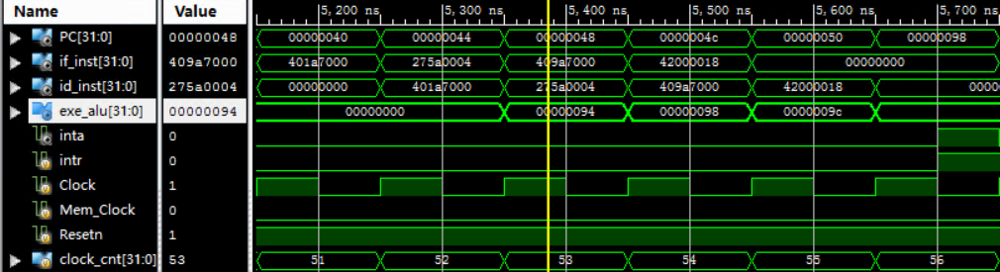 Name Value 5,200 ns 5,300 ns 5,400 ns 5,500 ns 5,600 ns 5,700 ns
PC[31:0] 00000048 00000040 00000044 00000048 0000004c 00000050 00000098
if_inst[31:0] 409a7000 401a7000 275a0004 409a7000 42000018 00000000
id_inst[31:0] 275a0004 00000000 401a7000 275a0004 409a7000 42000018 0000
exe_alu[31:0] 00000094 00000000 00000094 00000098 0000009c
inta 0
intr 0
Clock 1
Mem_Clock 0
Resetn 1
clock_cnt[31:0] 53 51 52 53 54 55 56